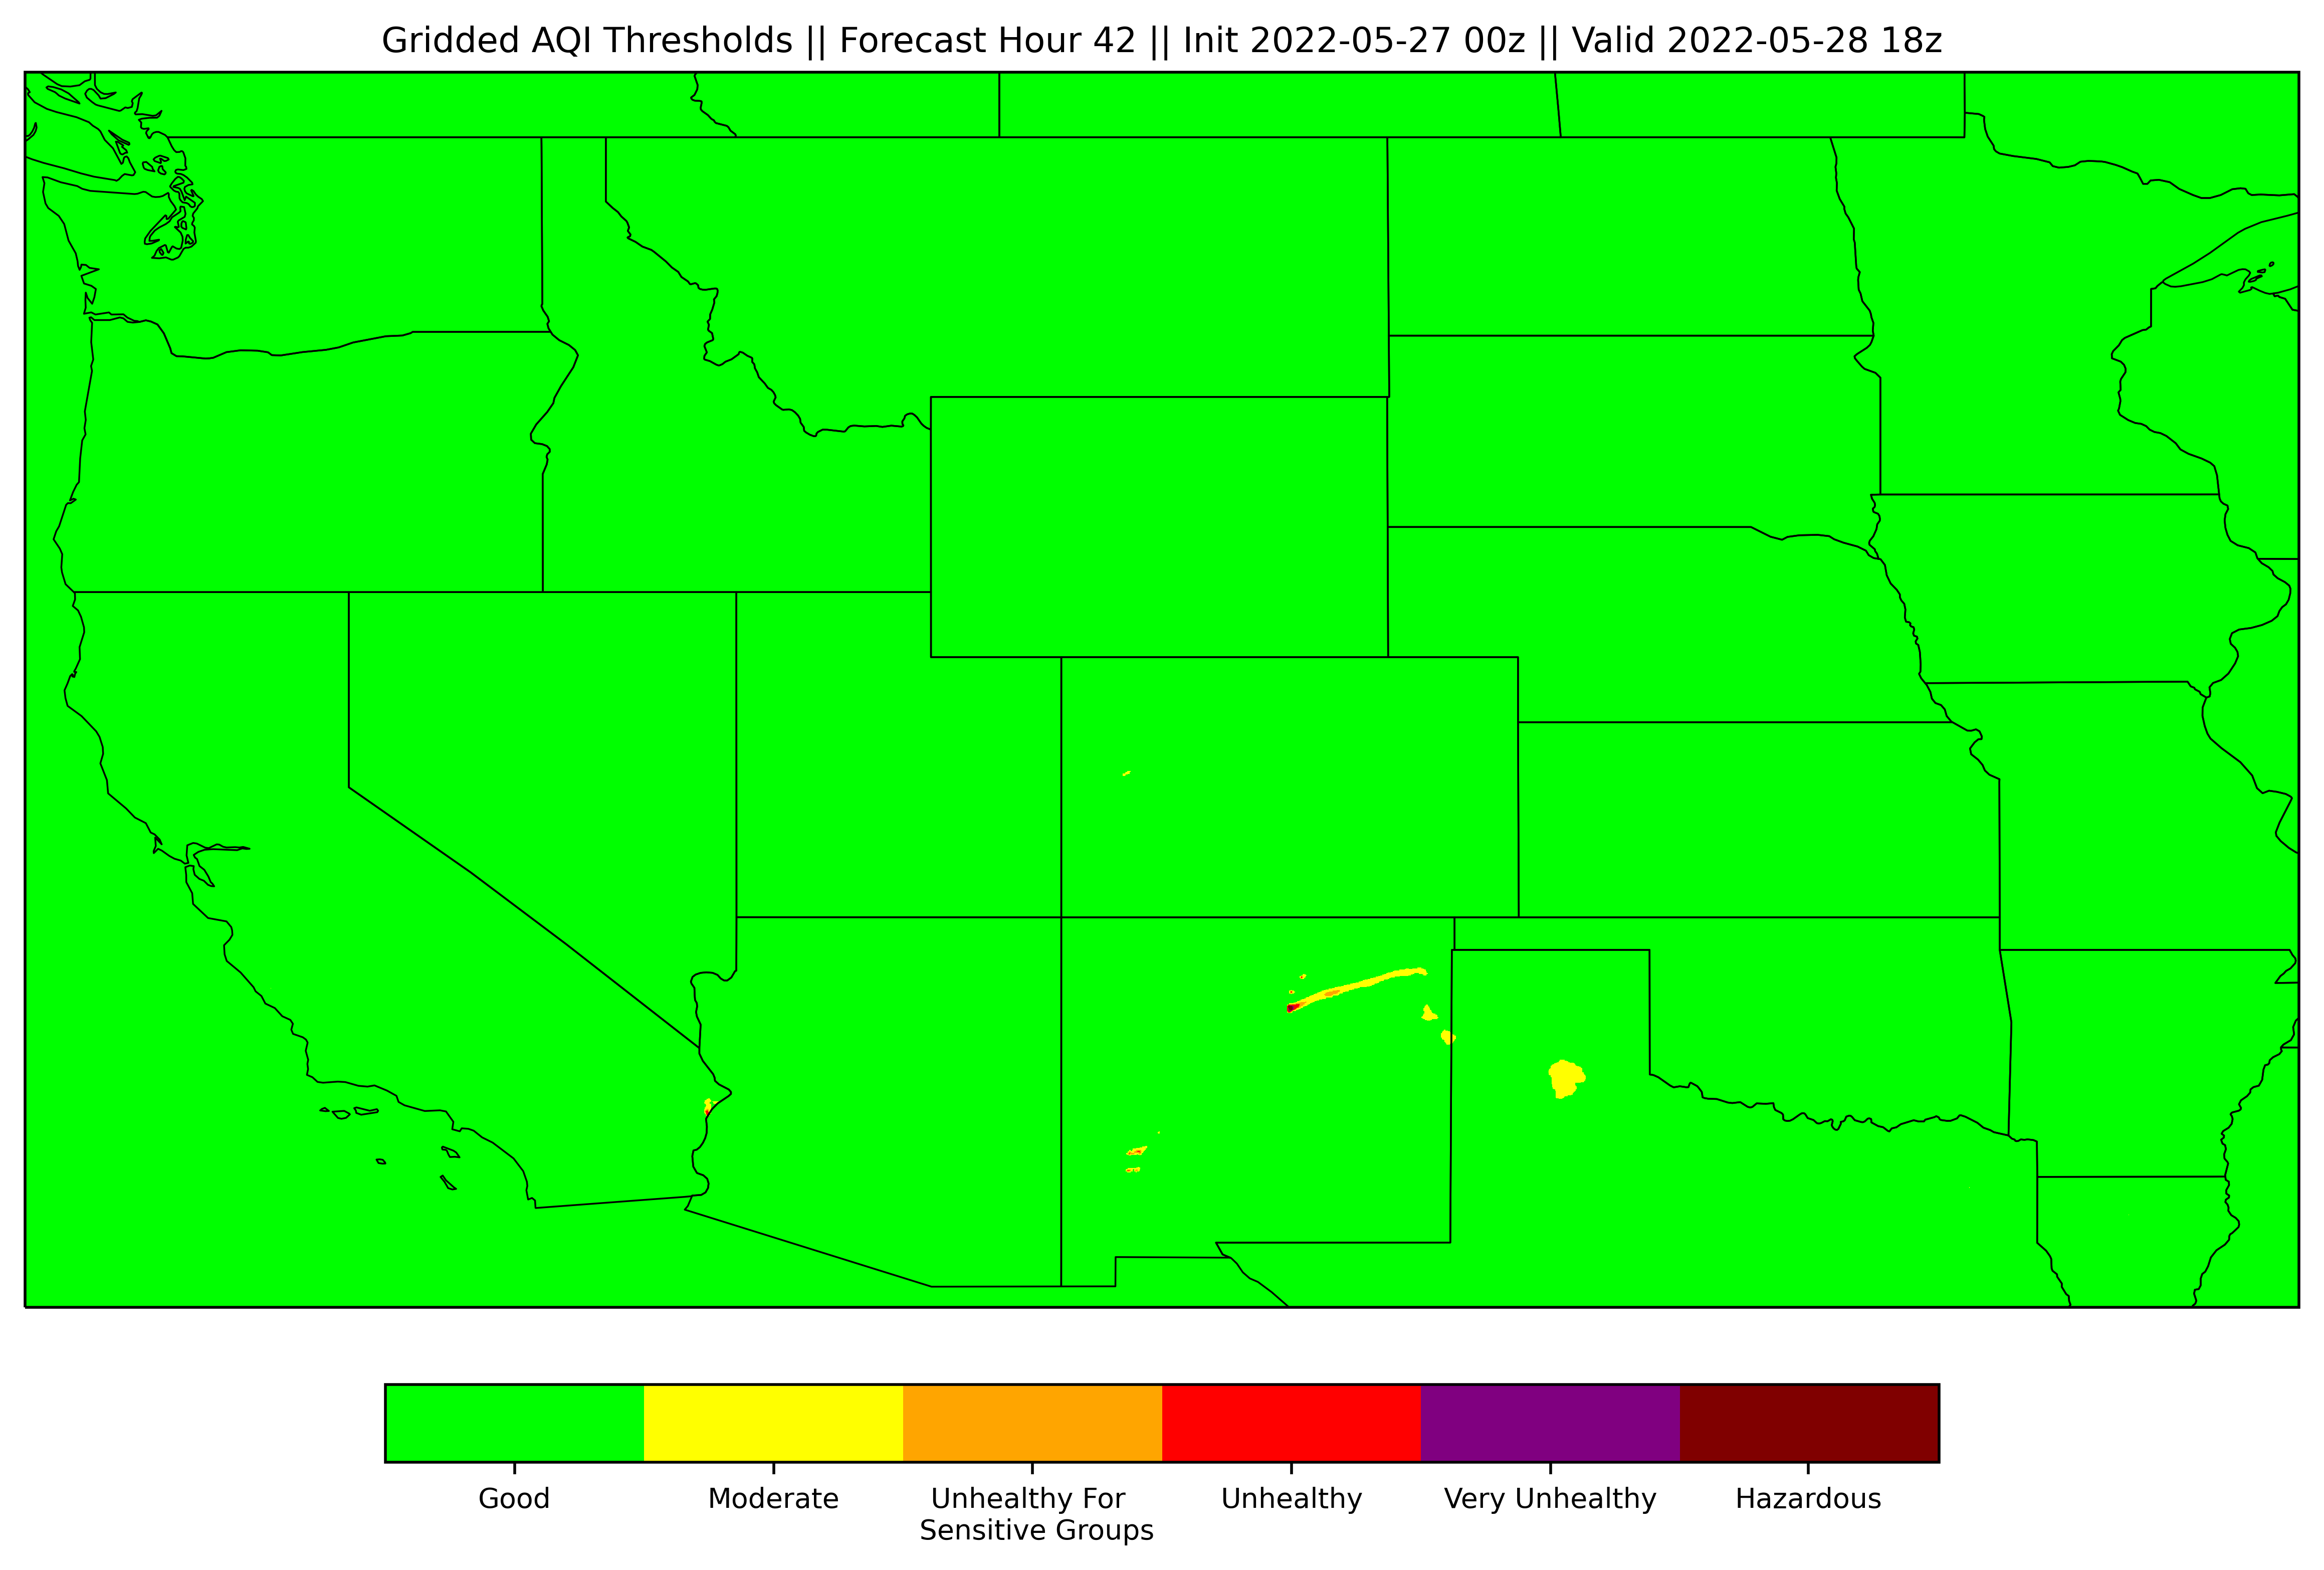 Gridded AQI Thresholds || Forecast Hour 42 || Init 2022-05-27 00z || Valid 2022-05-28 18z
Good
Moderate
Unhealthy For
Sensitive Groups
Unhealthy
Very Unhealthy
Hazardous